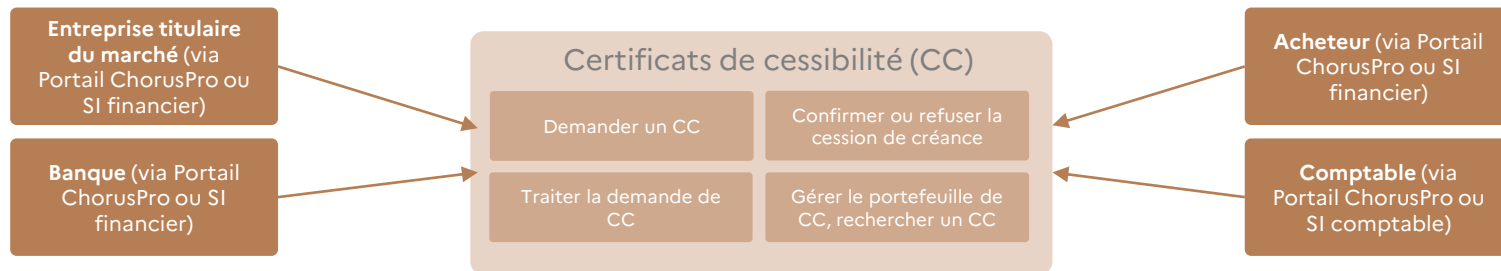 Entreprise titulaire
du marché (via
Portail ChorusPro ou
SI financier)
Banque (via Portail
ChorusPro ou SI
financier)
Certificats de cessibilité (CC)
Demander un CC
Confirmer ou refuser la
cession de créance
Traiter la demande de
CC
Gérer le portefeuille de
CC, rechercher un CC
Acheteur (via Portail
ChorusPro ou SI
financier)
Comptable (via
Portail ChorusPro ou
SI comptable)